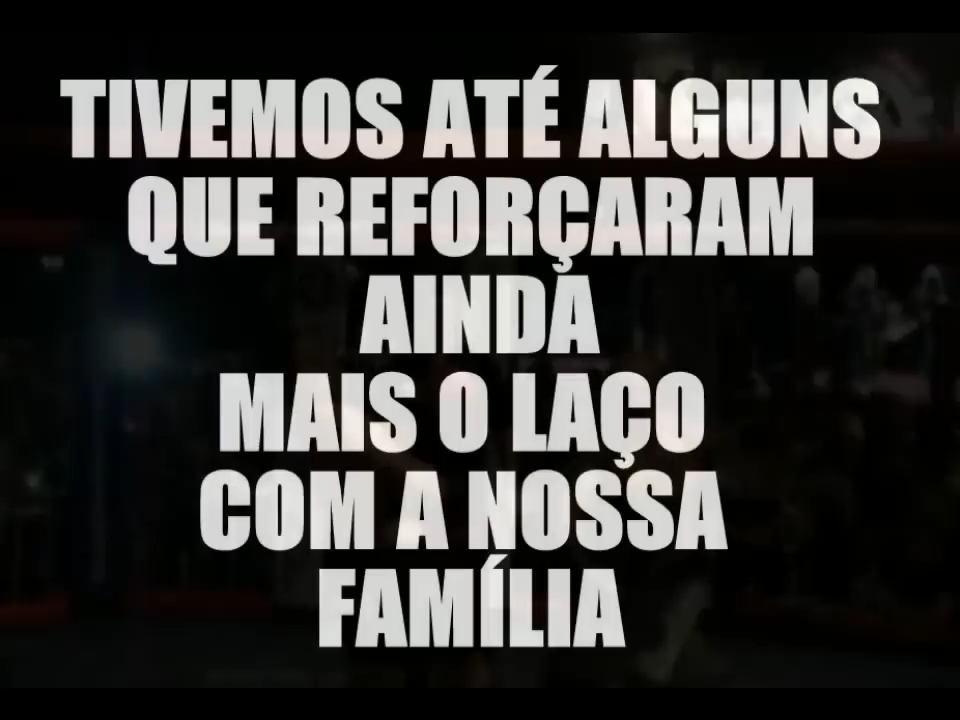 TIVEMOS ATÉ ALGUNS
QUE REFORÇARAM
AINDA
MAIS O LAÇO
COM A NOSSA
FAMÍLIA